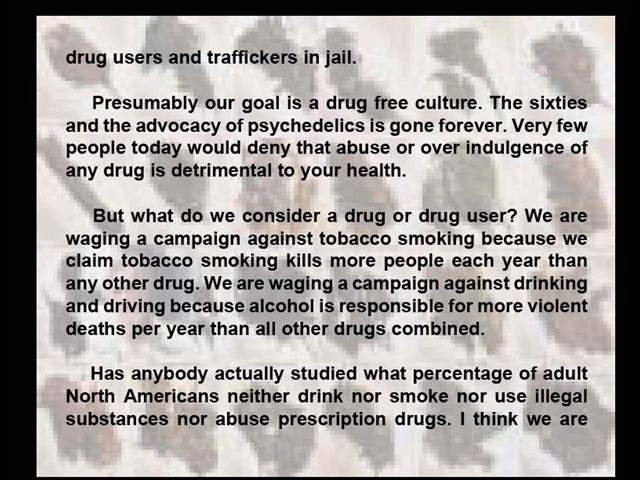 drug users and traffickers in jail.
Presumably our goal is a drug free culture. The sixties
and the advocacy of psychedelics is gone forever. Very few
people today would deny that abuse or over indulgence of
any drug is detrimental to your health.
But what do we consider a drug or drug user? We are
waging a campaign against tobacco smoking because we
claim tobacco smoking kills more people each year than
any other drug. We are waging a campaign against drinking
and driving because alcohol is responsible for more violent
deaths per year than all other drugs combined.
Has anybody actually studied what percentage of adult
North Americans neither drink nor smoke nor use illegal
substances nor abuse prescription drugs. I think we are